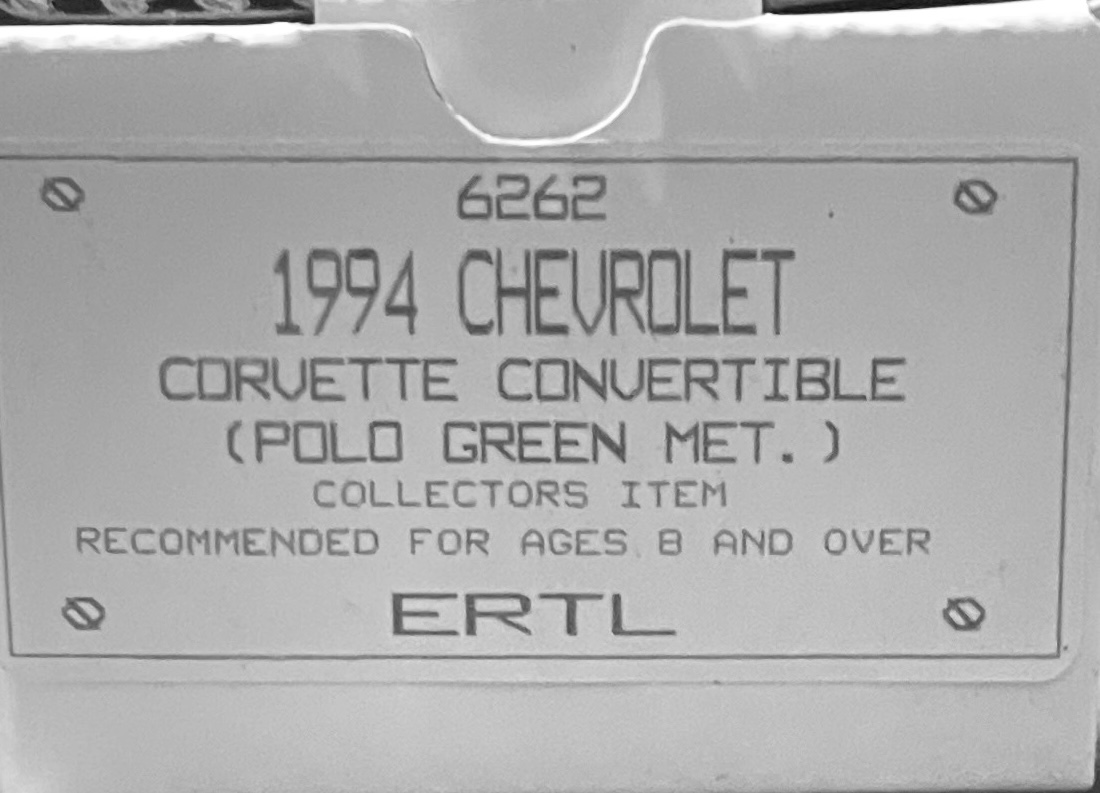 6262
1994 CHEVROLET
CORVETTE CONVERTIBLE
(POLO GREEN MET.)
COLLECTORS ITEM
RECOMMENDED FOR AGES 8 AND OVER
ERTL